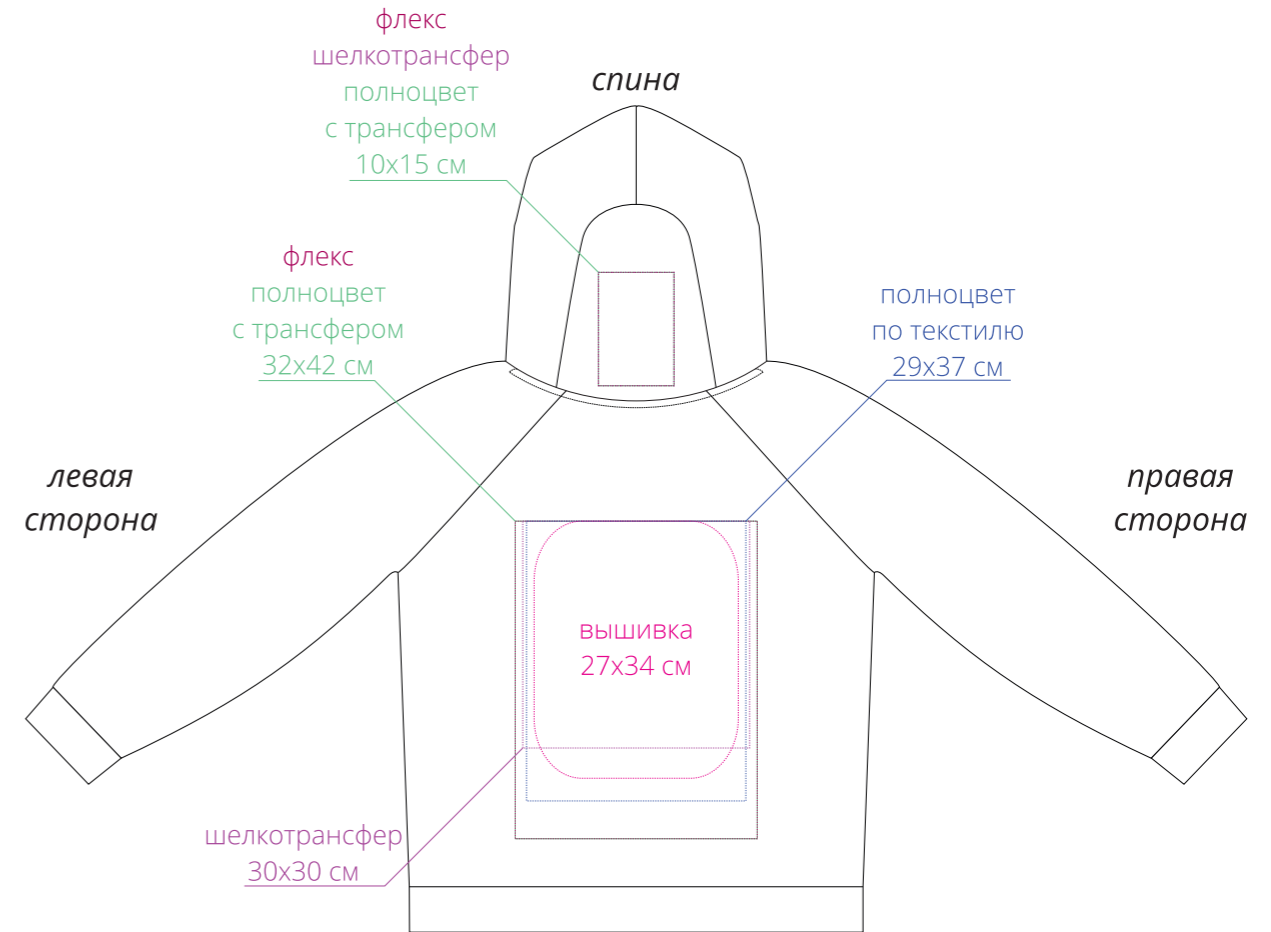 флекс
шелкотрансфер
полноцвет
с трансфером
10х15 см
спина
флекс
полноцвет
с трансфером
32х42 см
полноцвет
по текстилю
29х37 см
левая
сторона
правая
сторона
вышивка
27х34 см
шелкотрансфер
30х30 см